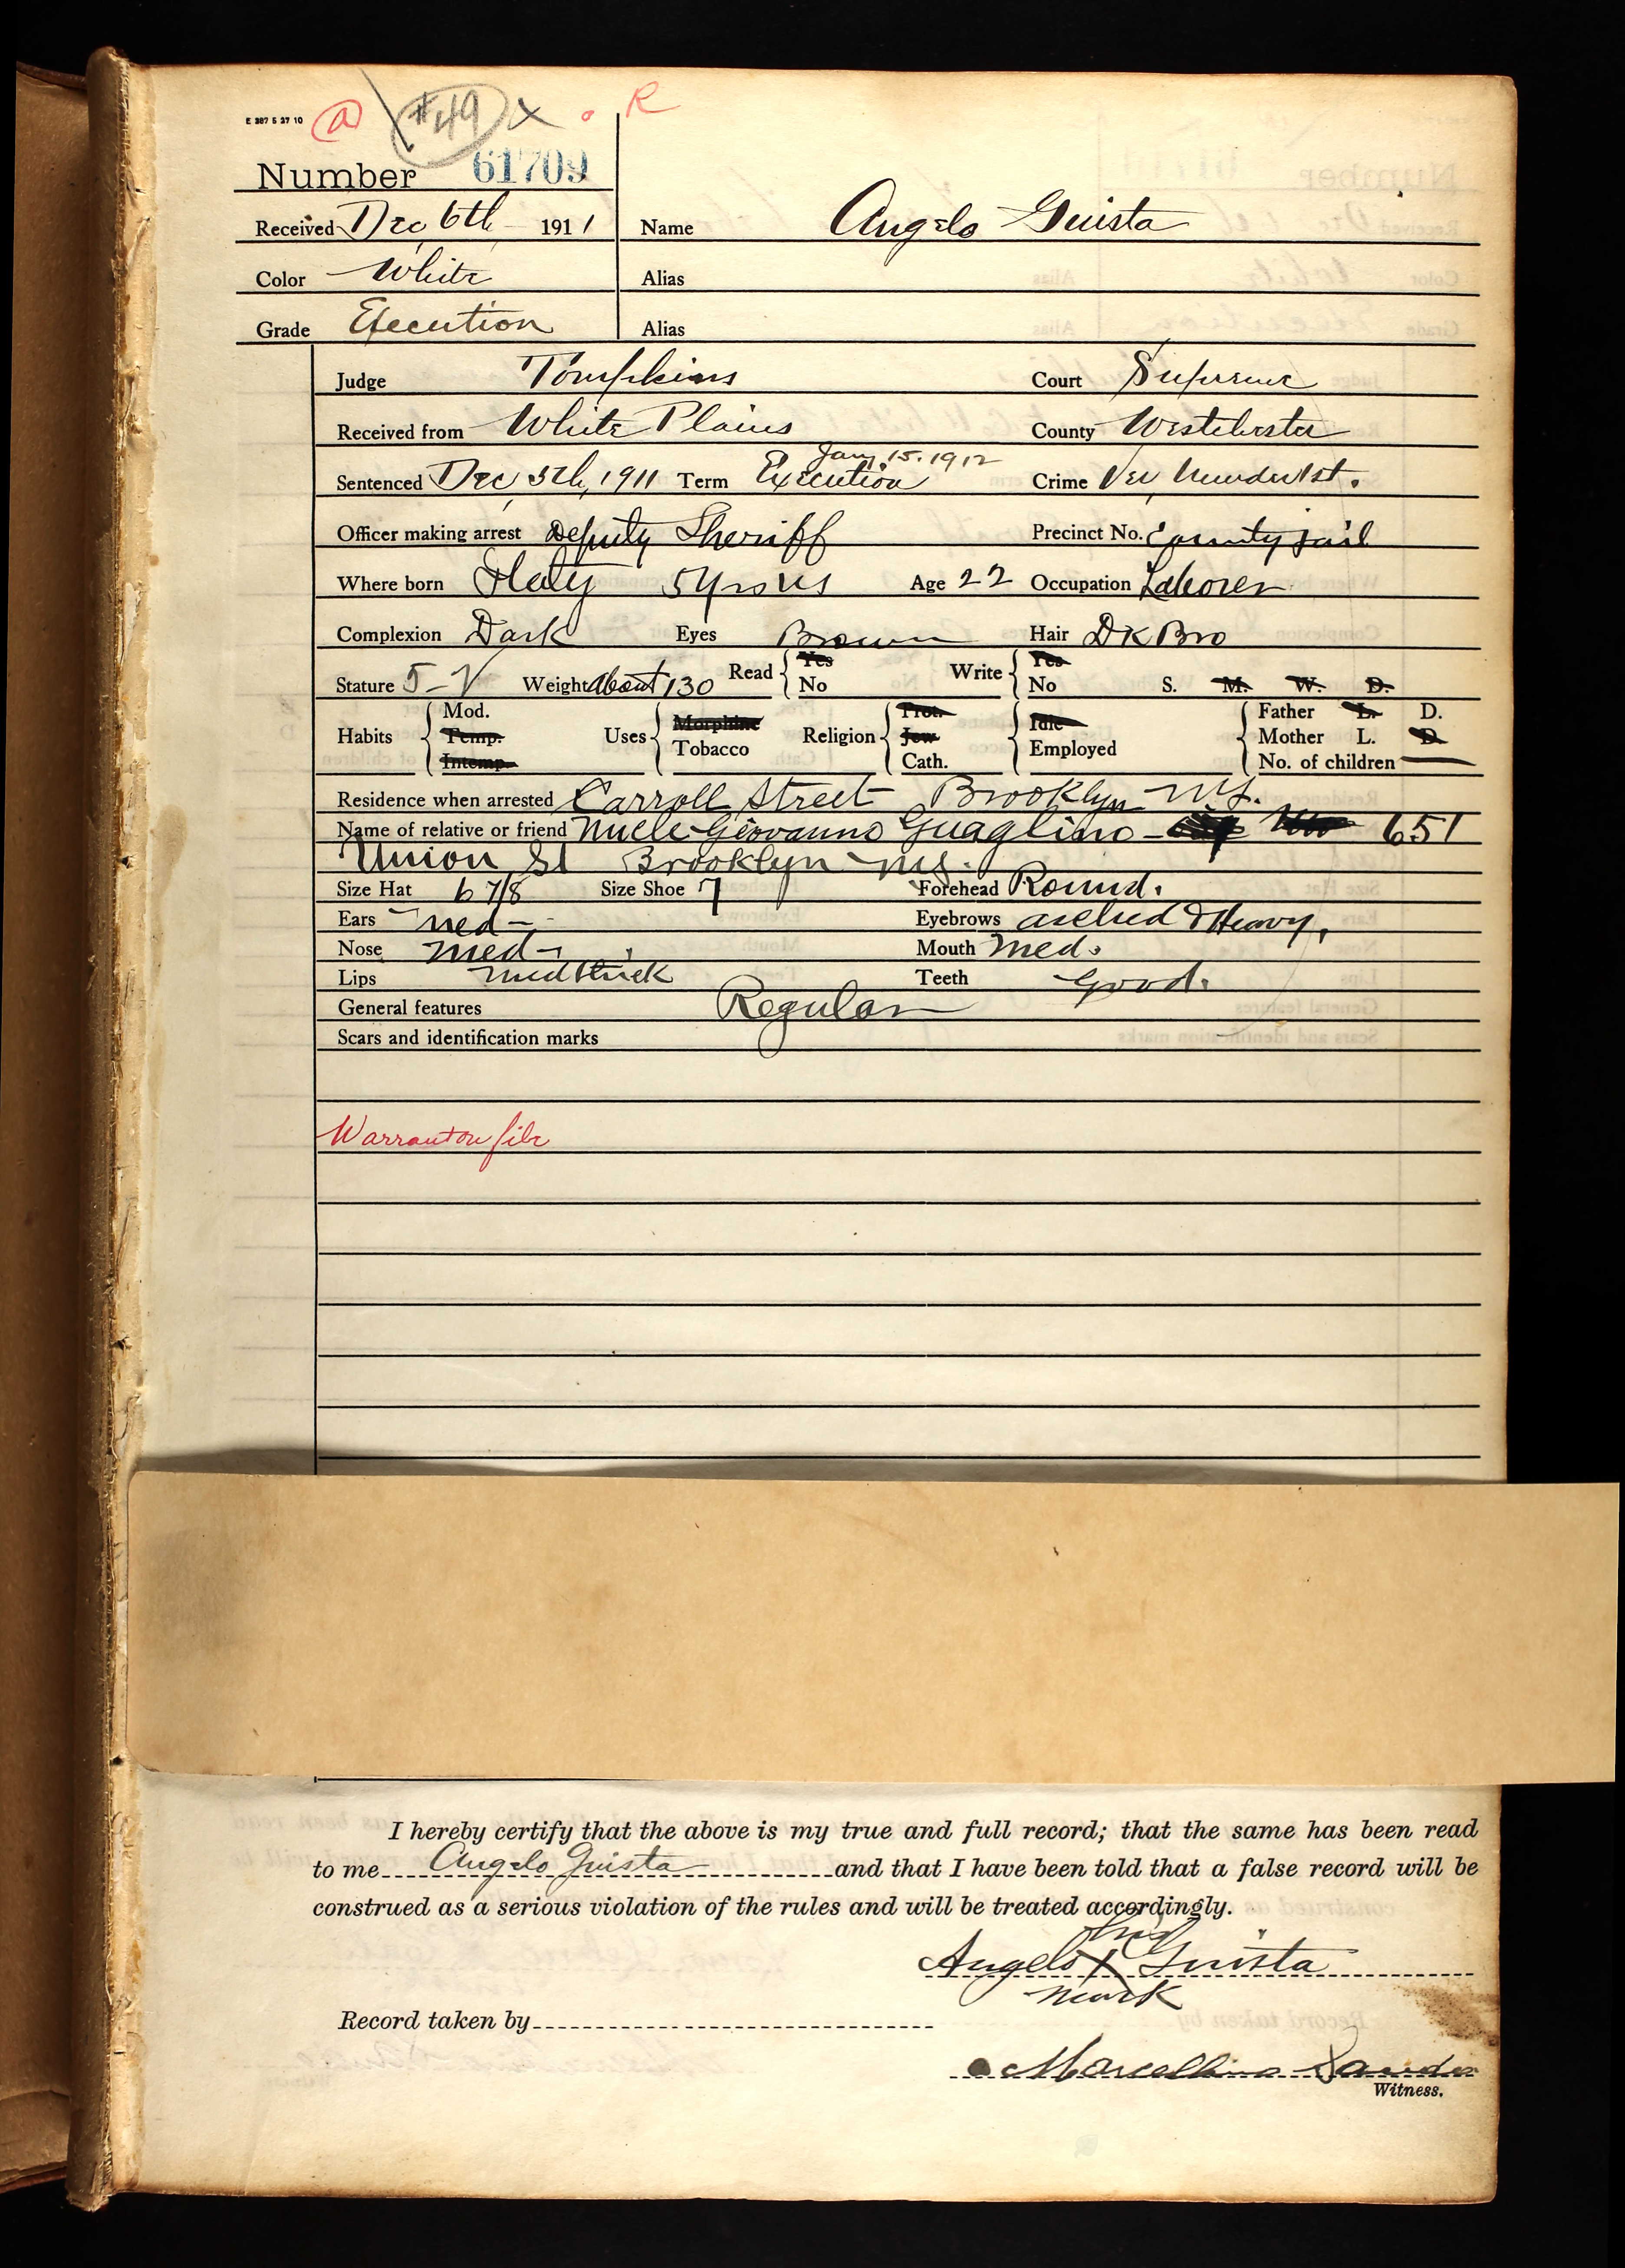 E 387 5 37 10 a #49 X R
Number 61709
Received Dec 6th 1911 Name Angelo Guista
Color White Alias
Grade Execution Alias
Judge Tompkins Court Supreme
Received from White Plains County Westchester
Jany. 15. 1912
Sentenced Dec 5th, 1911 Term Execution Crime Murder 1st.
Officer making arrest Deputy Sheriff Precinct No. County jail
Where born Italy 5 yrs US Age 22 Occupation Laborer
Complexion Dark Eyes Brown Hair Dk Bro
Stature 5- Weight About 130 Read Yes No Write Yes No S. M. W. D.
Habits Mod. Temp. Intemp. Uses Morphine Tobacco Religion Prot. Jew Cath. Idle Employed Father L. D. Mother L. D. No. of children —
Residence when arrested Carroll Street Brooklyn N.Y.
Name of relative or friend Uncle Giovanno Guaglino - 651
Union St Brooklyn N.Y.
Size Hat 6 7/8 Size Shoe 7 Forehead Round.
Ears Med- Eyebrows arched & Heavy.
Nose Med- Mouth Med.
Lips med thick Teeth Good.
General features Regular
Scars and identification marks
Warrant on file
I hereby certify that the above is my true and full record; that the same has been read
to me Angelo Guista and that I have been told that a false record will be
construed as a serious violation of the rules and will be treated accordingly.
his
Angelo X Guista
mark
Record taken by
Marcellino
Witness.